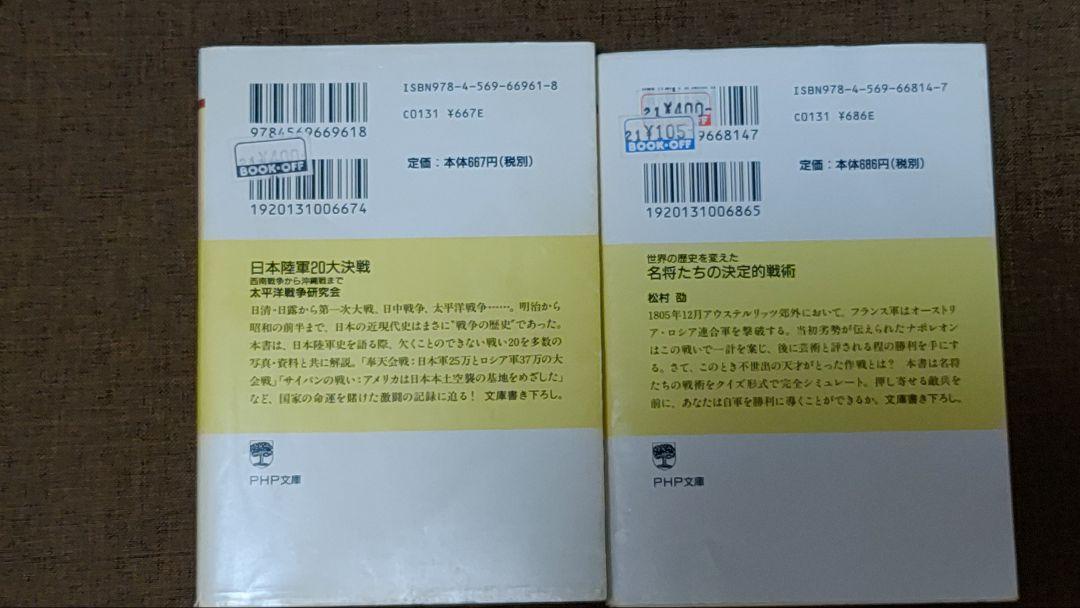 ISBN978-4-569-66961-8
C0131 ¥667E
9784569669618
21¥400
BOOK・OFF
定価：本体667円(税別)
1920131006674
日本陸軍20大決戦
西南戦争から沖縄戦まで
太平洋戦争研究会
日清・日露から第一次大戦、日中戦争、太平洋戦争……。明治から
昭和の前半まで、日本の近現代史はまさに“戦争の歴史”であった。
本書は、日本陸軍史を語る際、欠くことのできない戦い20を多数の
写真・資料と共に解説。「奉天会戦：日本軍25万とロシア軍37万の大
会戦」「サイパンの戦い：アメリカは日本本土空襲の基地をめざした」
など、国家の命運を賭けた激闘の記録に迫る！ 文庫書き下ろし。
PHP文庫
ISBN978-4-569-66814-7
C0131 ¥686E
21¥400-
21¥105-
BOOK・OFF
9668147
定価：本体686円(税別)
1920131006865
世界の歴史を変えた
名将たちの決定的戦術
松村 劭
1805年12月アウステルリッツ郊外において、フランス軍はオーストリ
ア・ロシア連合軍を撃破する。当初劣勢が伝えられたナポレオン
はこの戦いで一計を案じ、後に芸術と評される程の勝利を手にす
る。さて、このとき不世出の天才がとった作戦とは？ 本書は名将
たちの戦術をクイズ形式で完全シミュレート。押し寄せる敵兵を
前に、あなたは自軍を勝利に導くことができるか。文庫書き下ろし。
PHP文庫